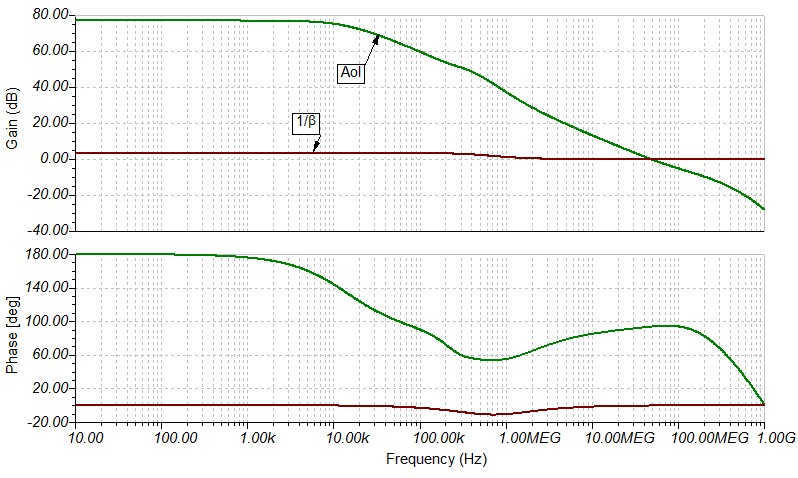 80.00
60.00
40.00
20.00
0.00
-20.00
-40.00
Gain (dB)
Aol
1/β
180.00
140.00
100.00
60.00
20.00
-20.00
Phase [deg]
10.00 100.00 1.00k 10.00k 100.00k 1.00MEG 10.00MEG 100.00MEG 1.00G
Frequency (Hz)